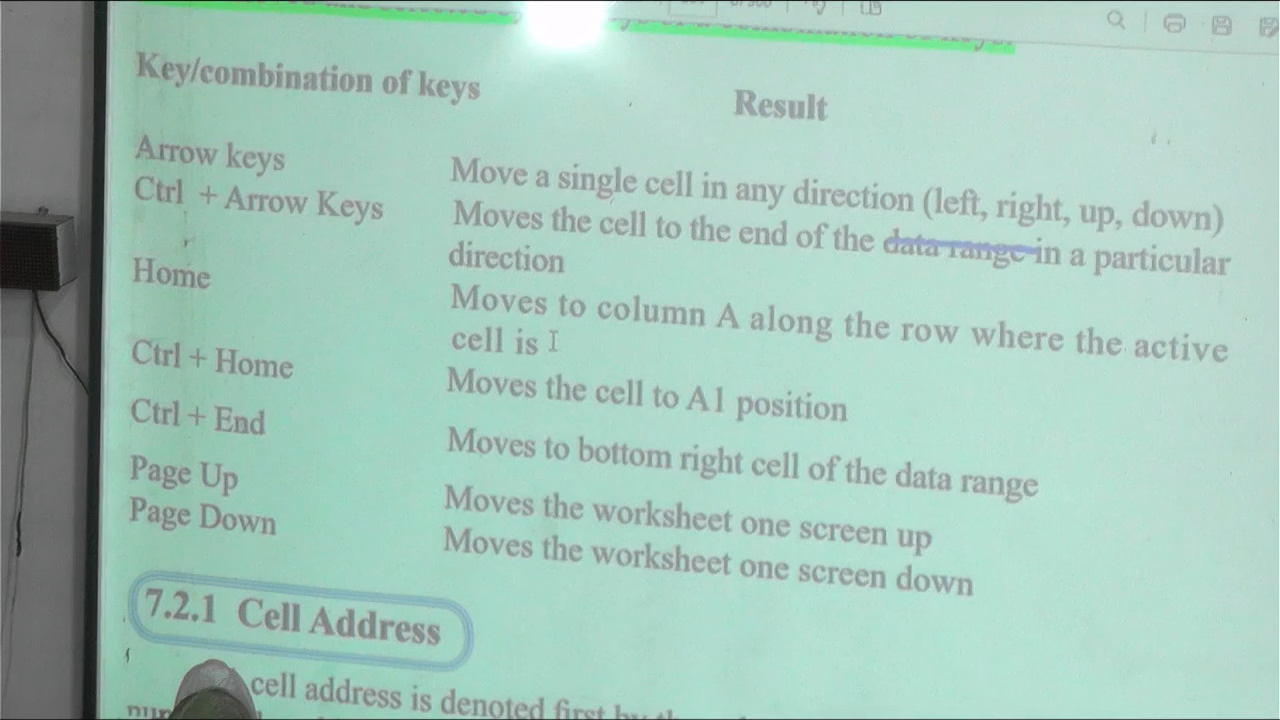 Key/combination of keys Result
Arrow keys Move a single cell in any direction (left, right, up, down)
Ctrl + Arrow Keys Moves the cell to the end of the data range in a particular
direction
Home Moves to column A along the row where the active
cell is
Ctrl + Home Moves the cell to A1 position
Ctrl + End Moves to bottom right cell of the data range
Page Up Moves the worksheet one screen up
Page Down Moves the worksheet one screen down
7.2.1 Cell Address
cell address is denoted first by